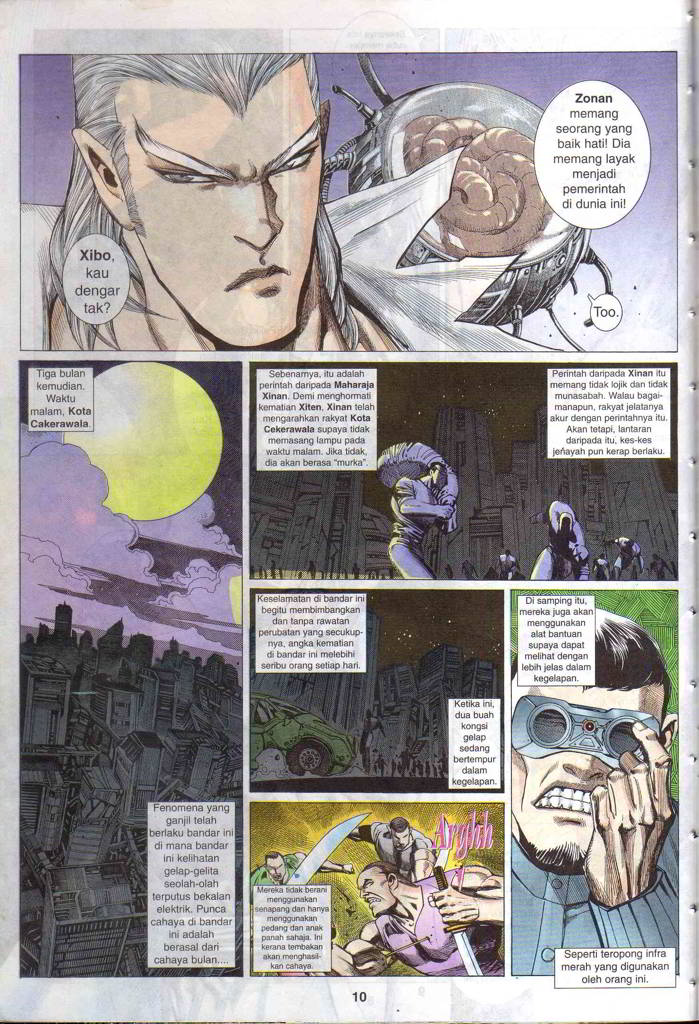 Zonan
memang
seorang yang
baik hati! Dia
memang layak
menjadi
pemerintah
di dunia ini!
Xibo,
kau
dengar
tak?
Too.
Tiga bulan
kemudian.
Waktu
malam, Kota
Cakerawala.
Sebenarnya, itu adalah
perintah daripada Maharaja
Xinan. Demi menghormati
kematian Xiten, Xinan telah
mengarahkan rakyat Kota
Cekerawala supaya tidak
memasang lampu pada
waktu malam. Jika tidak,
dia akan berasa "murka".
Perintah daripada Xinan itu
memang tidak lojik dan tidak
munasabah. Walau bagai-
manapun, rakyat jelatanya
akur dengan perintahnya itu.
Akan tetapi, lantaran
daripada itu, kes-kes
jenayah pun kerap berlaku.
Keselamatan di bandar ini
begitu membimbangkan
dan tanpa rawatan
perubatan yang secukup-
nya, angka kematian
di bandar ini melebihi
seribu orang setiap hari.
Ketika ini,
dua buah
kongsi
gelap
sedang
bertempur
dalam
kegelapan.
Di samping itu,
mereka juga akan
menggunakan
alat bantuan
supaya dapat
melihat dengan
lebih jelas dalam
kegelapan.
Fenomena yang
ganjil telah
berlaku bandar ini
di mana bandar
ini kelihatan
gelap-gelita
seolah-olah
terputus bekalan
elektrik. Punca
cahaya di bandar
ini adalah
berasal dari
cahaya bulan....
Arghh
Mereka tidak berani
menggunakan
senapang dan hanya
menggunakan
pedang dan anak
panah sahaja. Ini
kerana tembakan
akan menghasil-
kan cahaya.
Seperti teropong infra
merah yang digunakan
oleh orang ini.
10